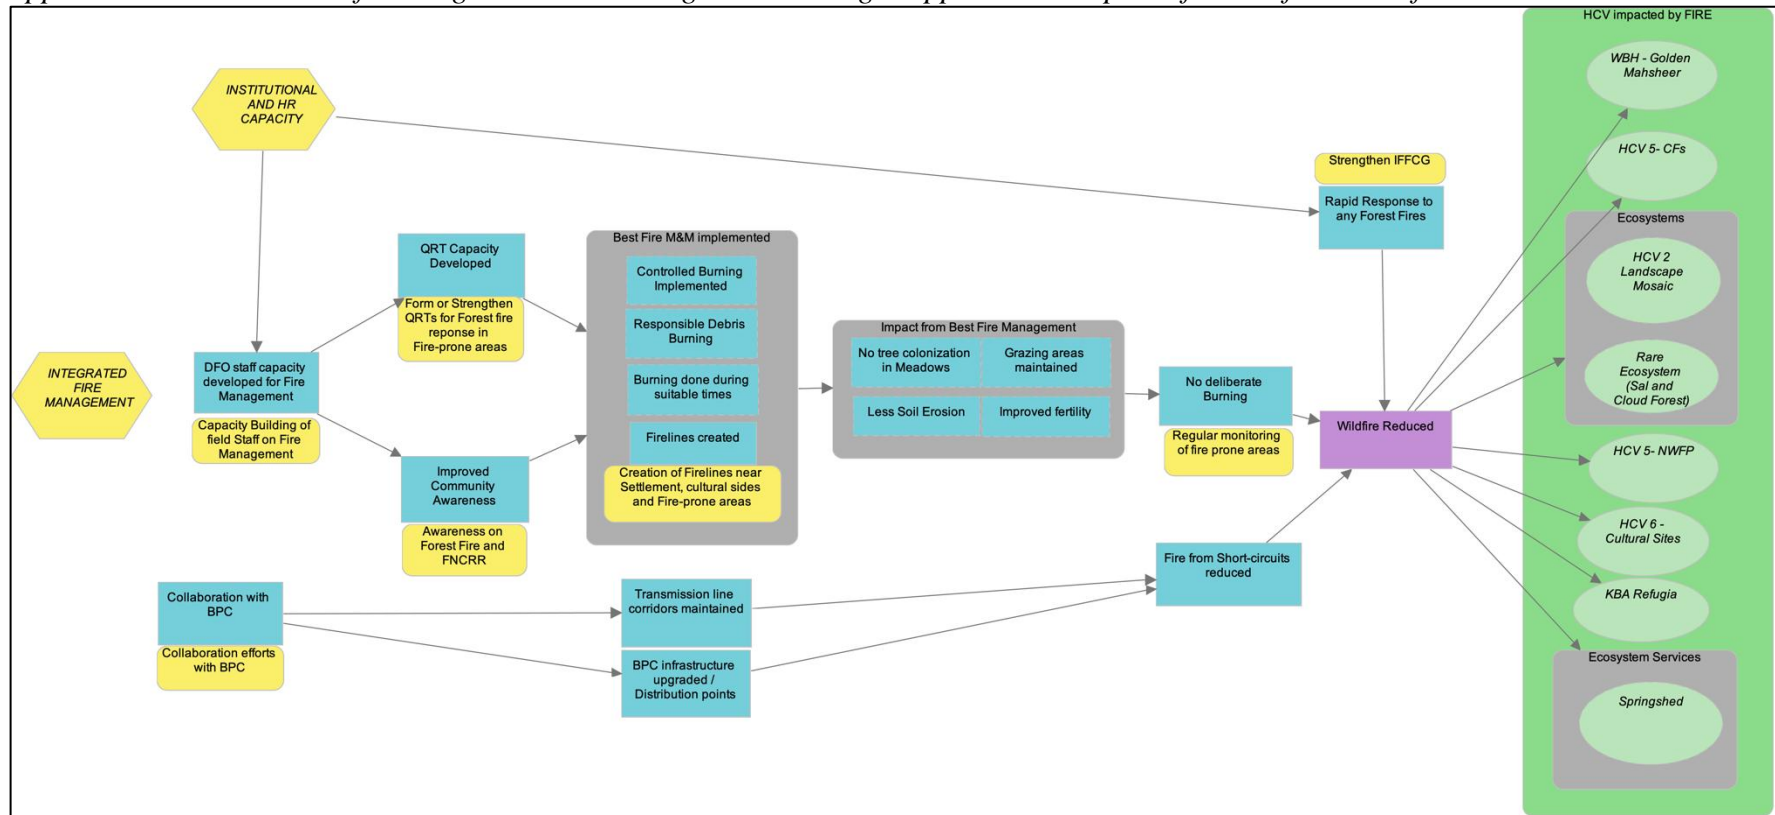 HCV impacted by FIRE
WBH - Golden
Mahsheer
INSTITUTIONAL
AND HR
CAPACITY
HCV 5- CFs
Strengthen IFFCG
Rapid Response to
any Forest Fires
Ecosystems
HCV 2
Landscape
Mosaic
Rare
Ecosystem
(Sal and
Cloud Forest)
QRT Capacity
Developed
Form or Strengthen
QRTs for Forest fire
reponse in
Fire-prone areas
Best Fire M&M implemented
Controlled Burning
Implemented
Responsible Debris
Burning
Burning done during
suitable times
Firelines created
Creation of Firelines near
Settlement, cultural sides
and Fire-prone areas
Impact from Best Fire Management
No tree colonization
in Meadows
Grazing areas
maintained
Less Soil Erosion
Improved fertility
INTEGRATED
FIRE
MANAGEMENT
DFO staff capacity
developed for Fire
Management
Capacity Building of
field Staff on Fire
Management
No deliberate
Burning
Regular monitoring
of fire prone areas
Wildfire Reduced
HCV 5- NWFP
Improved
Community
Awareness
Awareness on
Forest Fire and
FNCRR
HCV 6 -
Cultural Sites
KBA Refugia
Fire from Short-circuits
reduced
Collaboration with
BPC
Collaboration efforts
with BPC
Transmission line
corridors maintained
BPC infrastructure
upgraded /
Distribution points
Ecosystem Services
Springshed